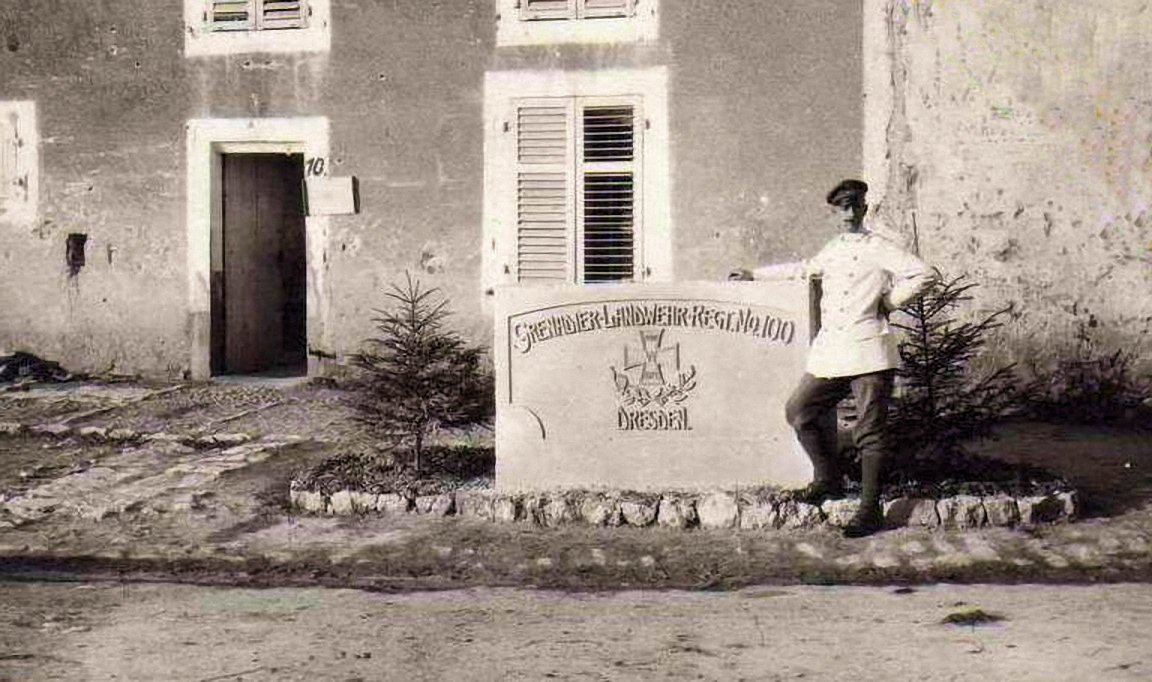 10.
GRENADIER-LANDWEHR-REGT. No. 100
DRESDEN.